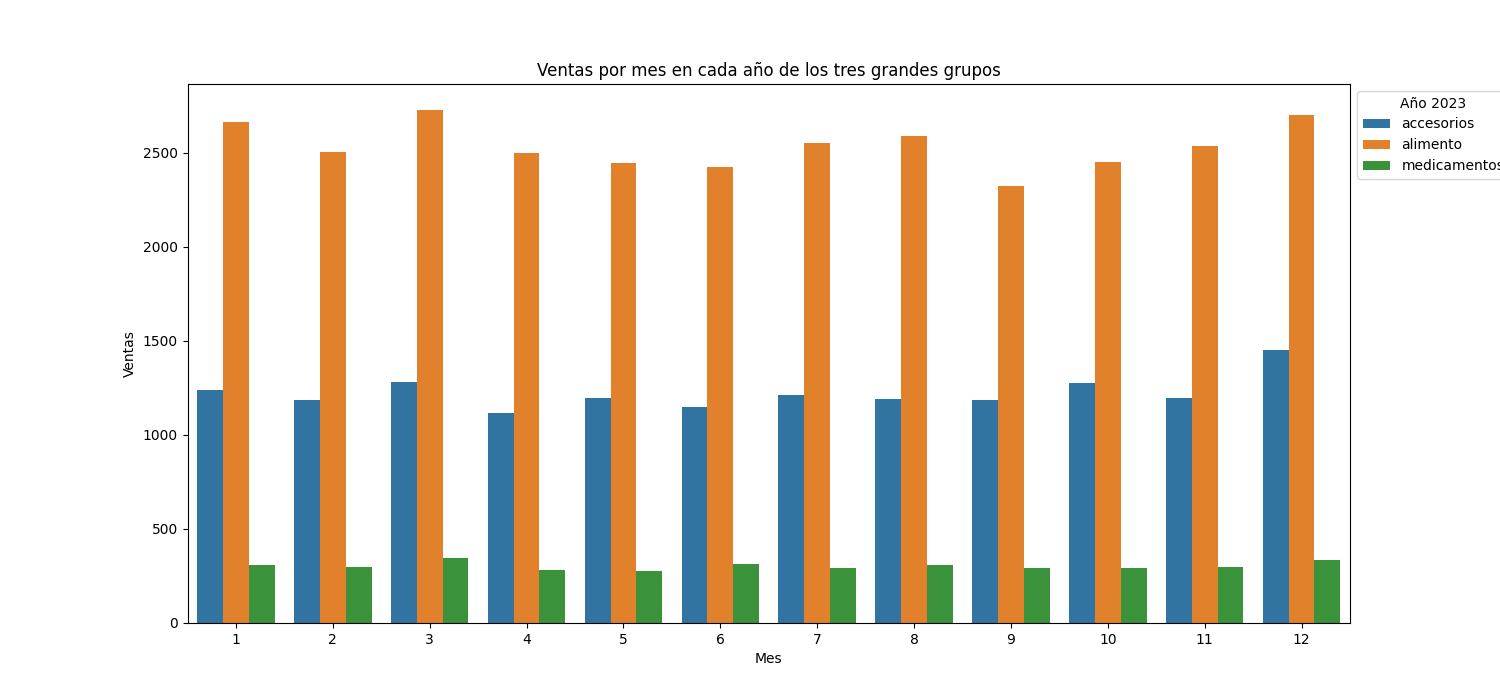 Ventas por mes en cada año de los tres grandes grupos
Año 2023
accesorios
alimento
medicamentos
Ventas
2500
2000
1500
1000
500
0
1 2 3 4 5 6 7 8 9 10 11 12
Mes